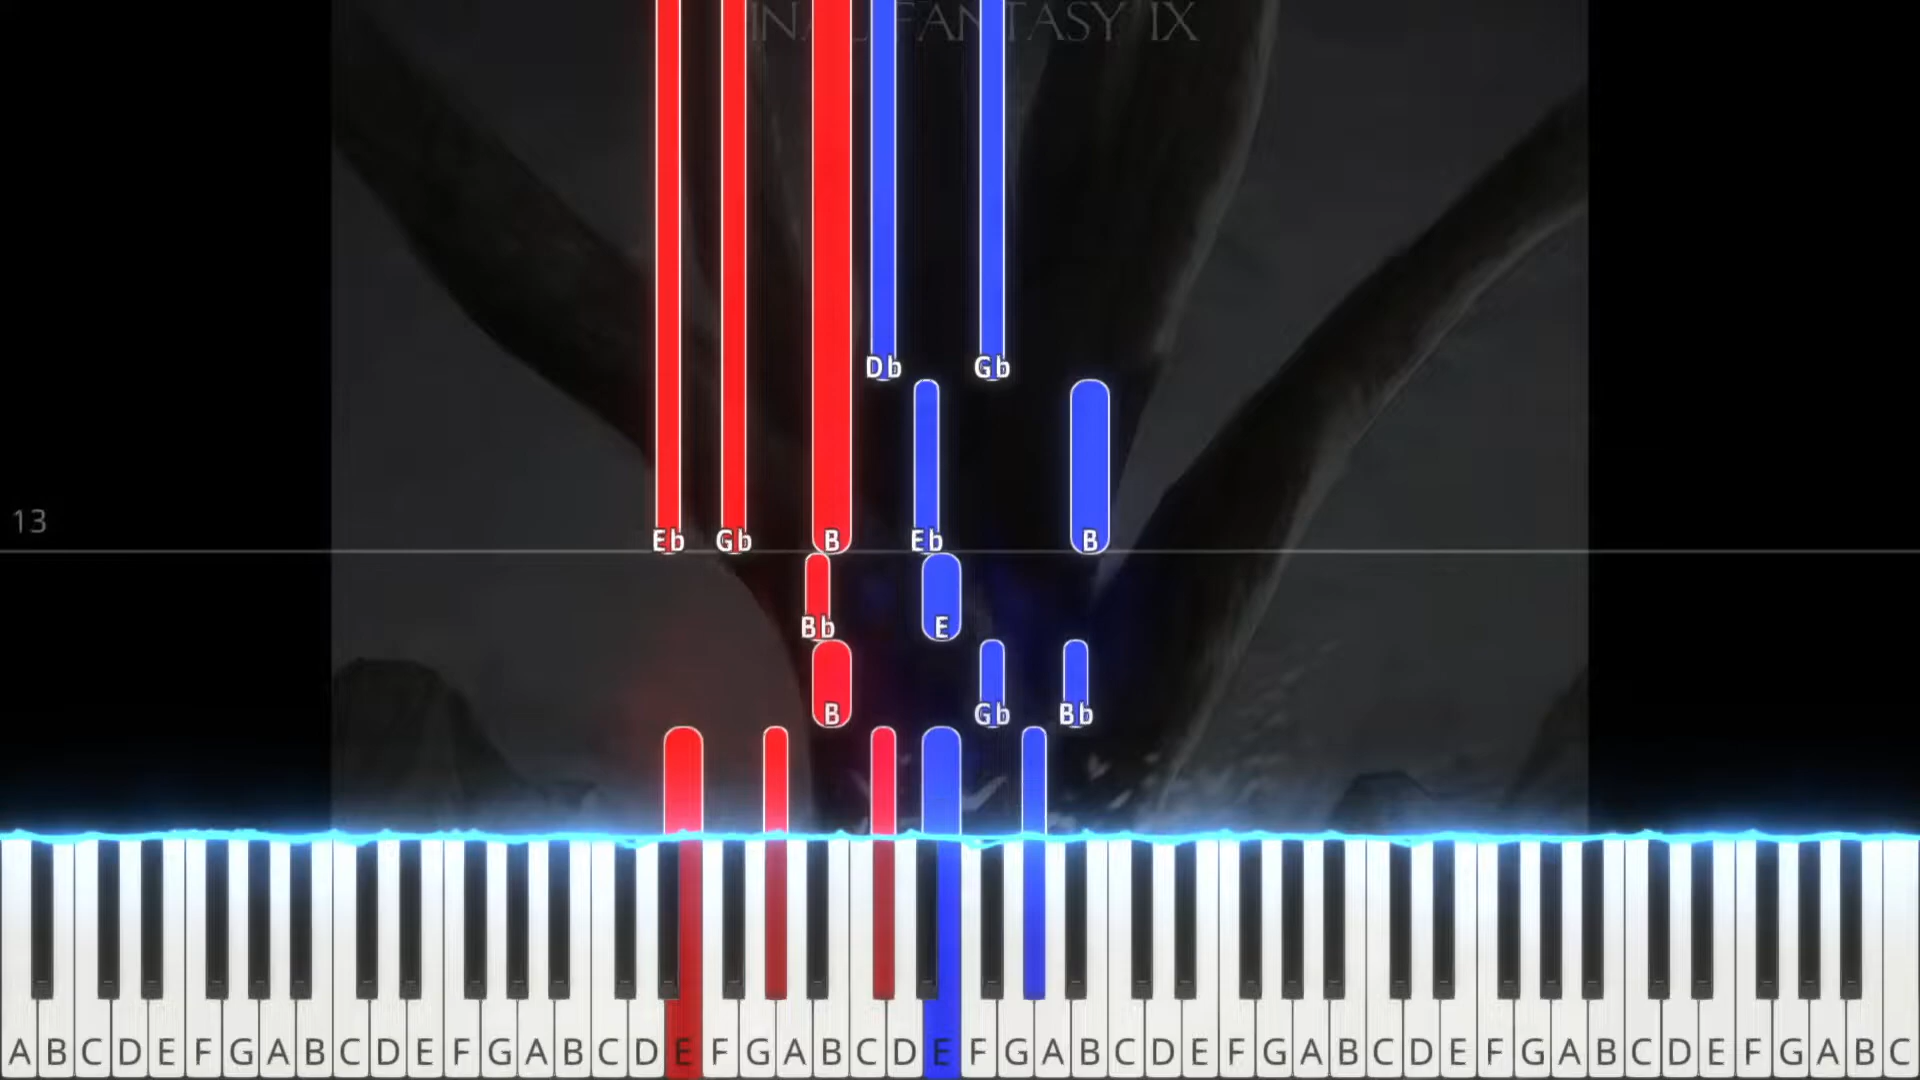 INAL FANTASY IX
Db Gb
13
Eb Gb B Eb B
Bb E
B Gb Bb
A B C D E F G A B C D E F G A B C D E F G A B C D E F G A B C D E F G A B C D E F G A B C D E F G A B C